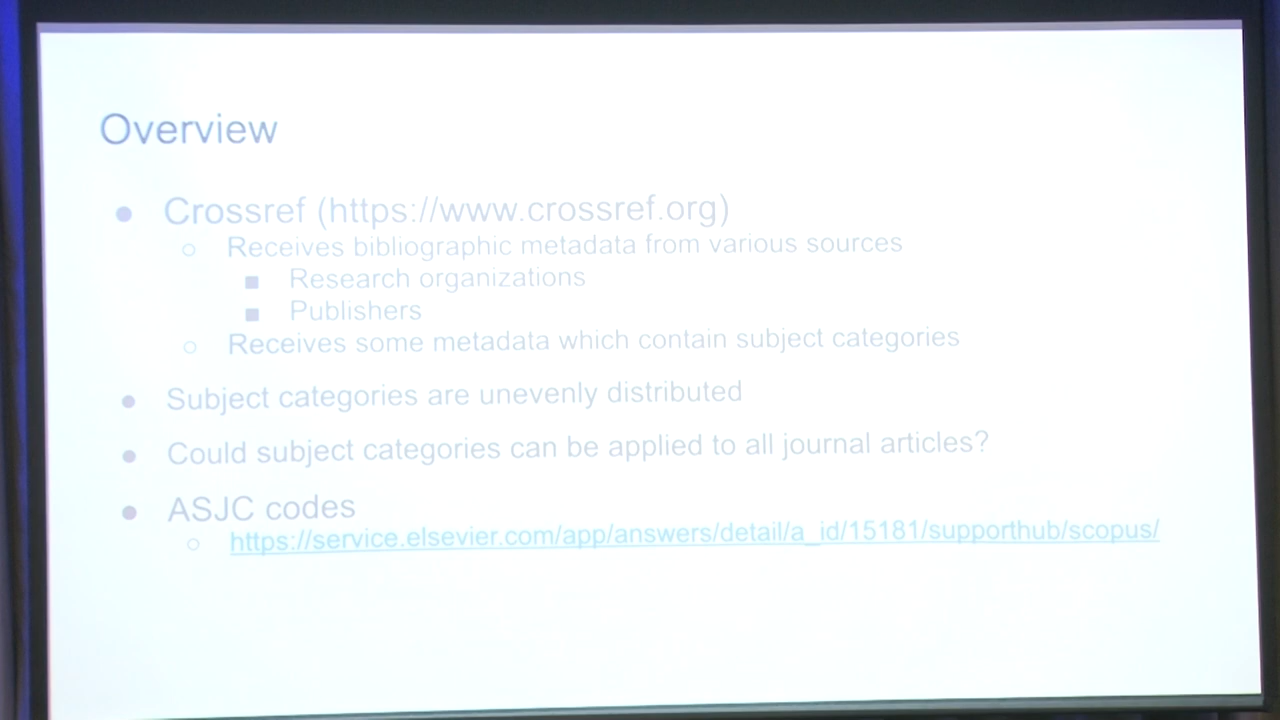 Overview
● Crossref (https://www.crossref.org)
○ Receives bibliographic metadata from various sources
■ Research organizations
■ Publishers
○ Receives some metadata which contain subject categories
● Subject categories are unevenly distributed
● Could subject categories can be applied to all journal articles?
● ASJC codes
○ https://service.elsevier.com/app/answers/detail/a_id/15181/supporthub/scopus/